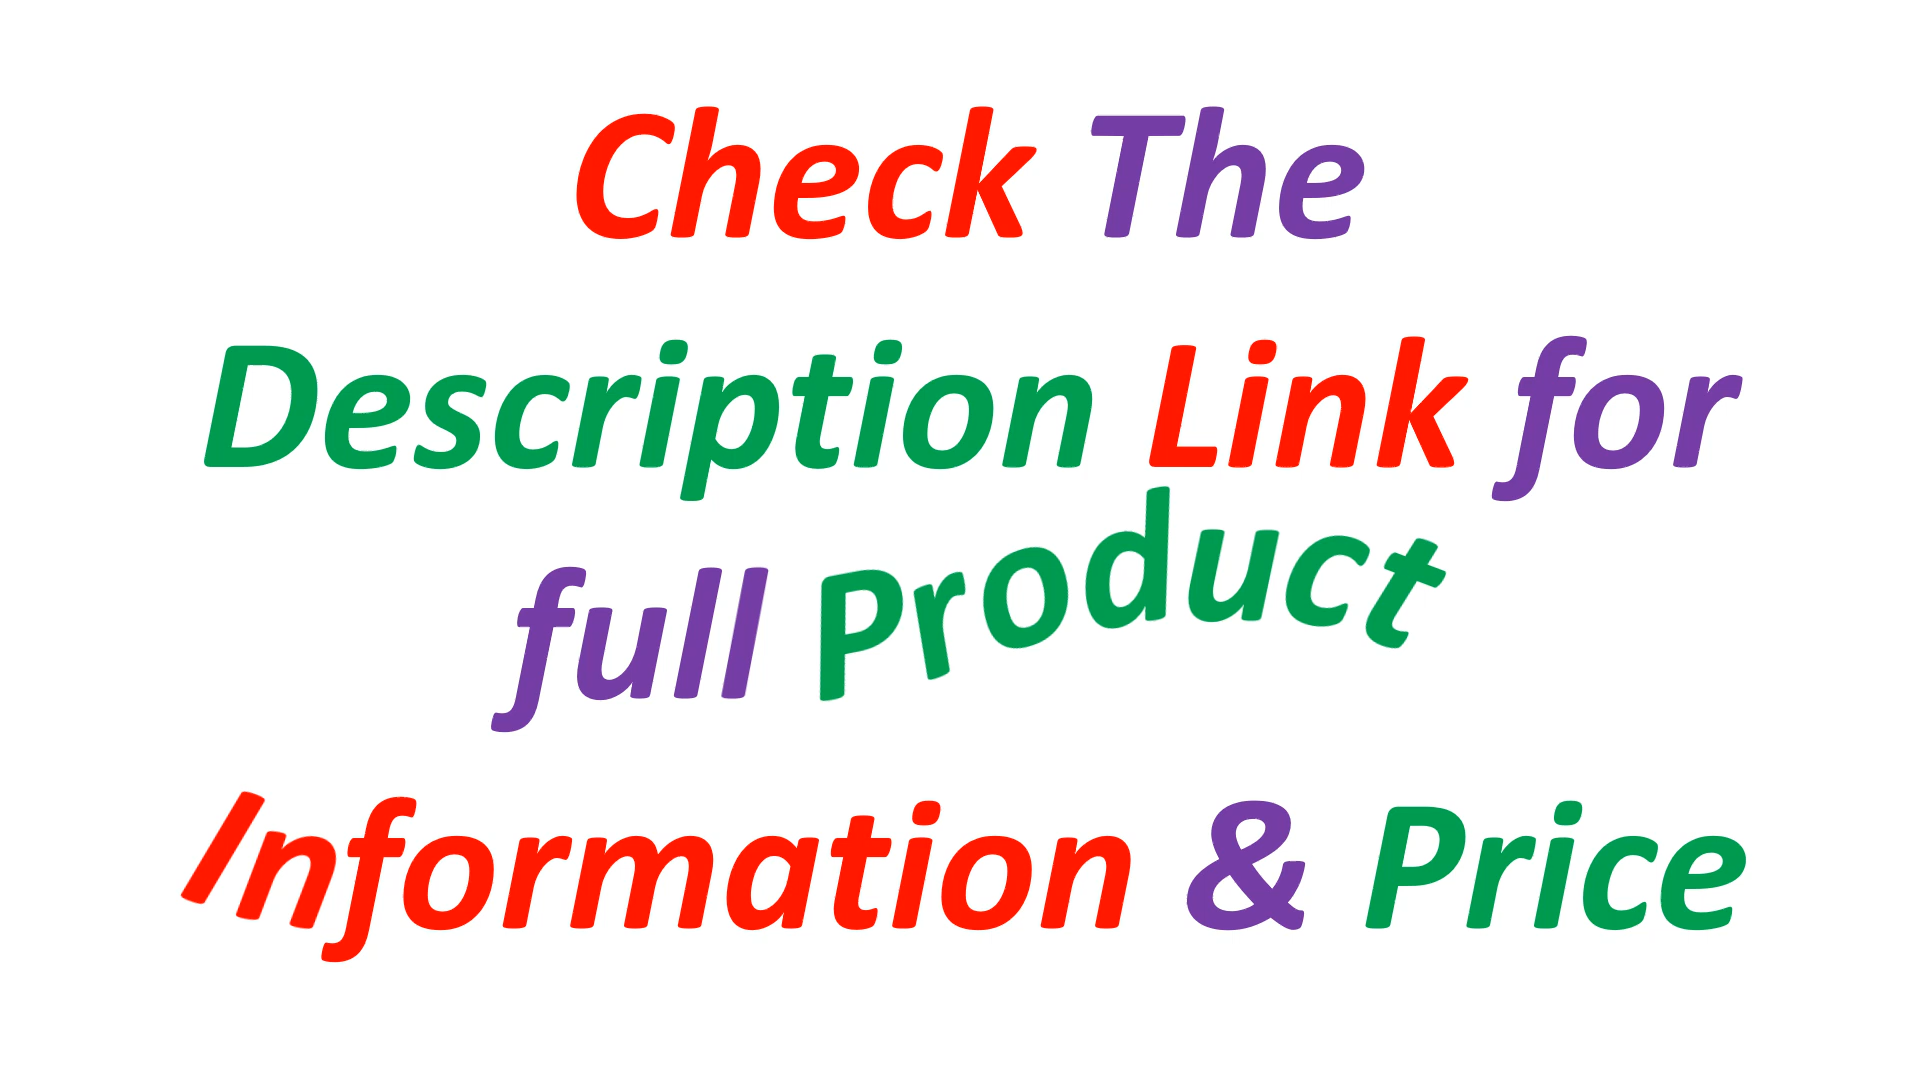 Check The
Description Link for
full Product
Information & Price